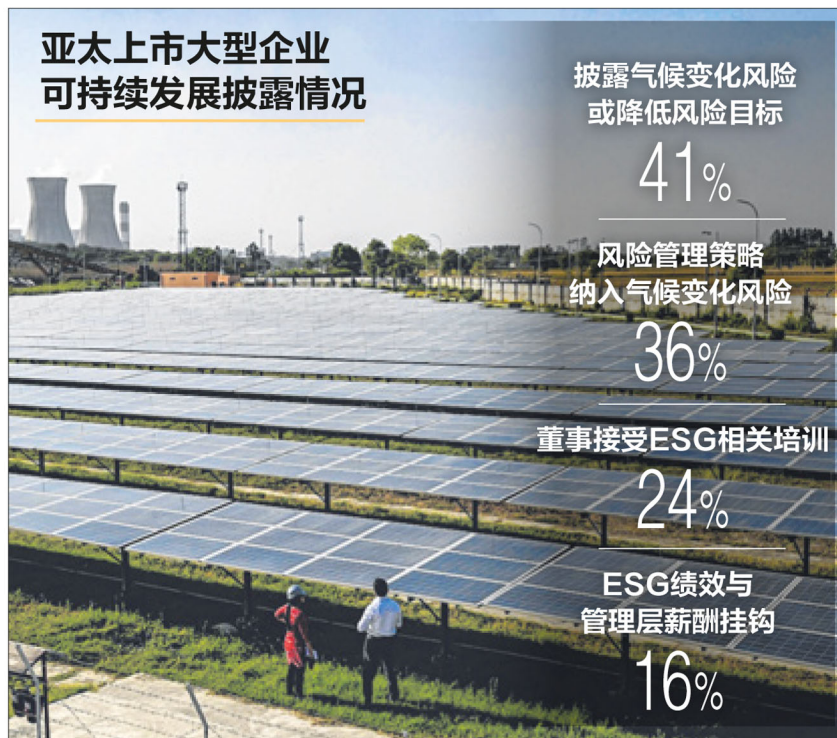 亚太上市大型企业
可持续发展披露情况
披露气候变化风险
或降低风险目标
41%
风险管理策略
纳入气候变化风险
36%
董事接受ESG相关培训
24%
ESG绩效与
管理层薪酬挂钩
16%